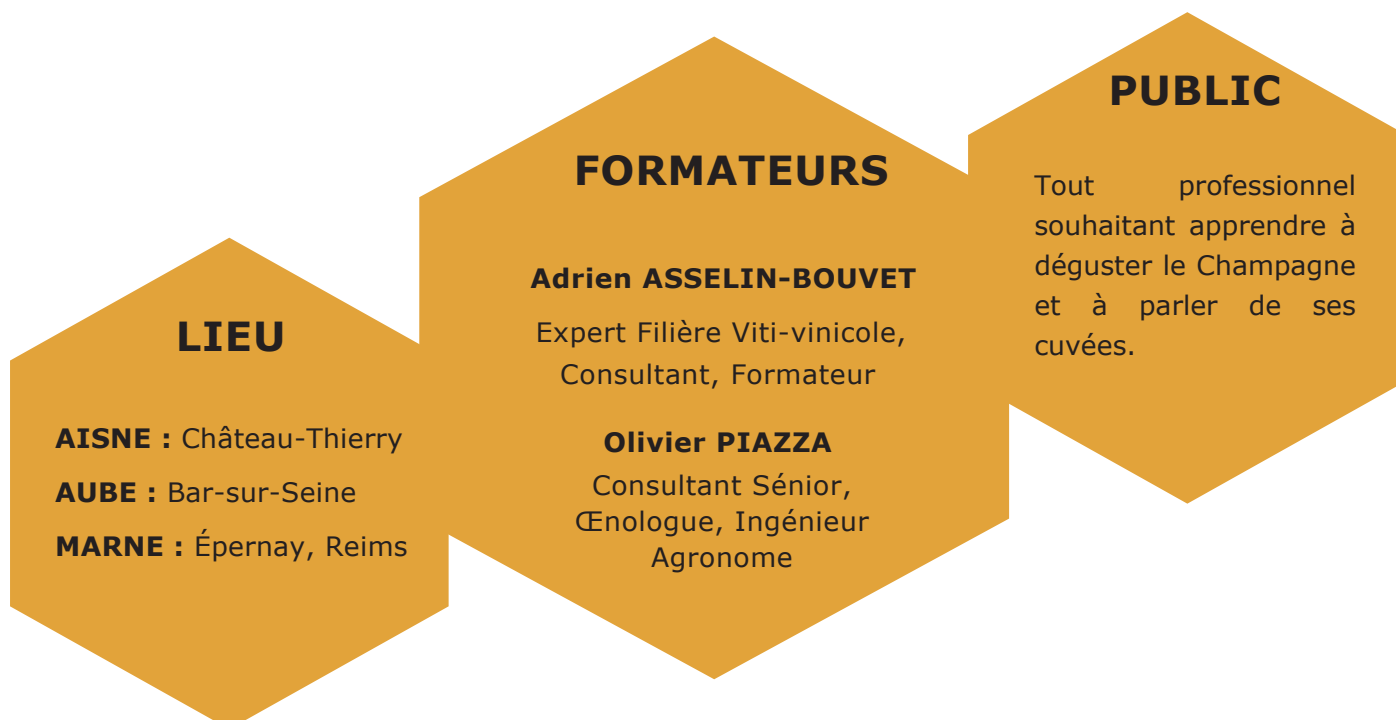 LIEU
AISNE : Château-Thierry
AUBE : Bar-sur-Seine
MARNE : Épernay, Reims
FORMATEURS
Adrien ASSELIN-BOUVET
Expert Filière Viti-vinicole,
Consultant, Formateur
Olivier PIAZZA
Consultant Sénior,
Œnologue, Ingénieur
Agronome
PUBLIC
Tout professionnel
souhaitant apprendre à
déguster le Champagne
et à parler de ses
cuvées.